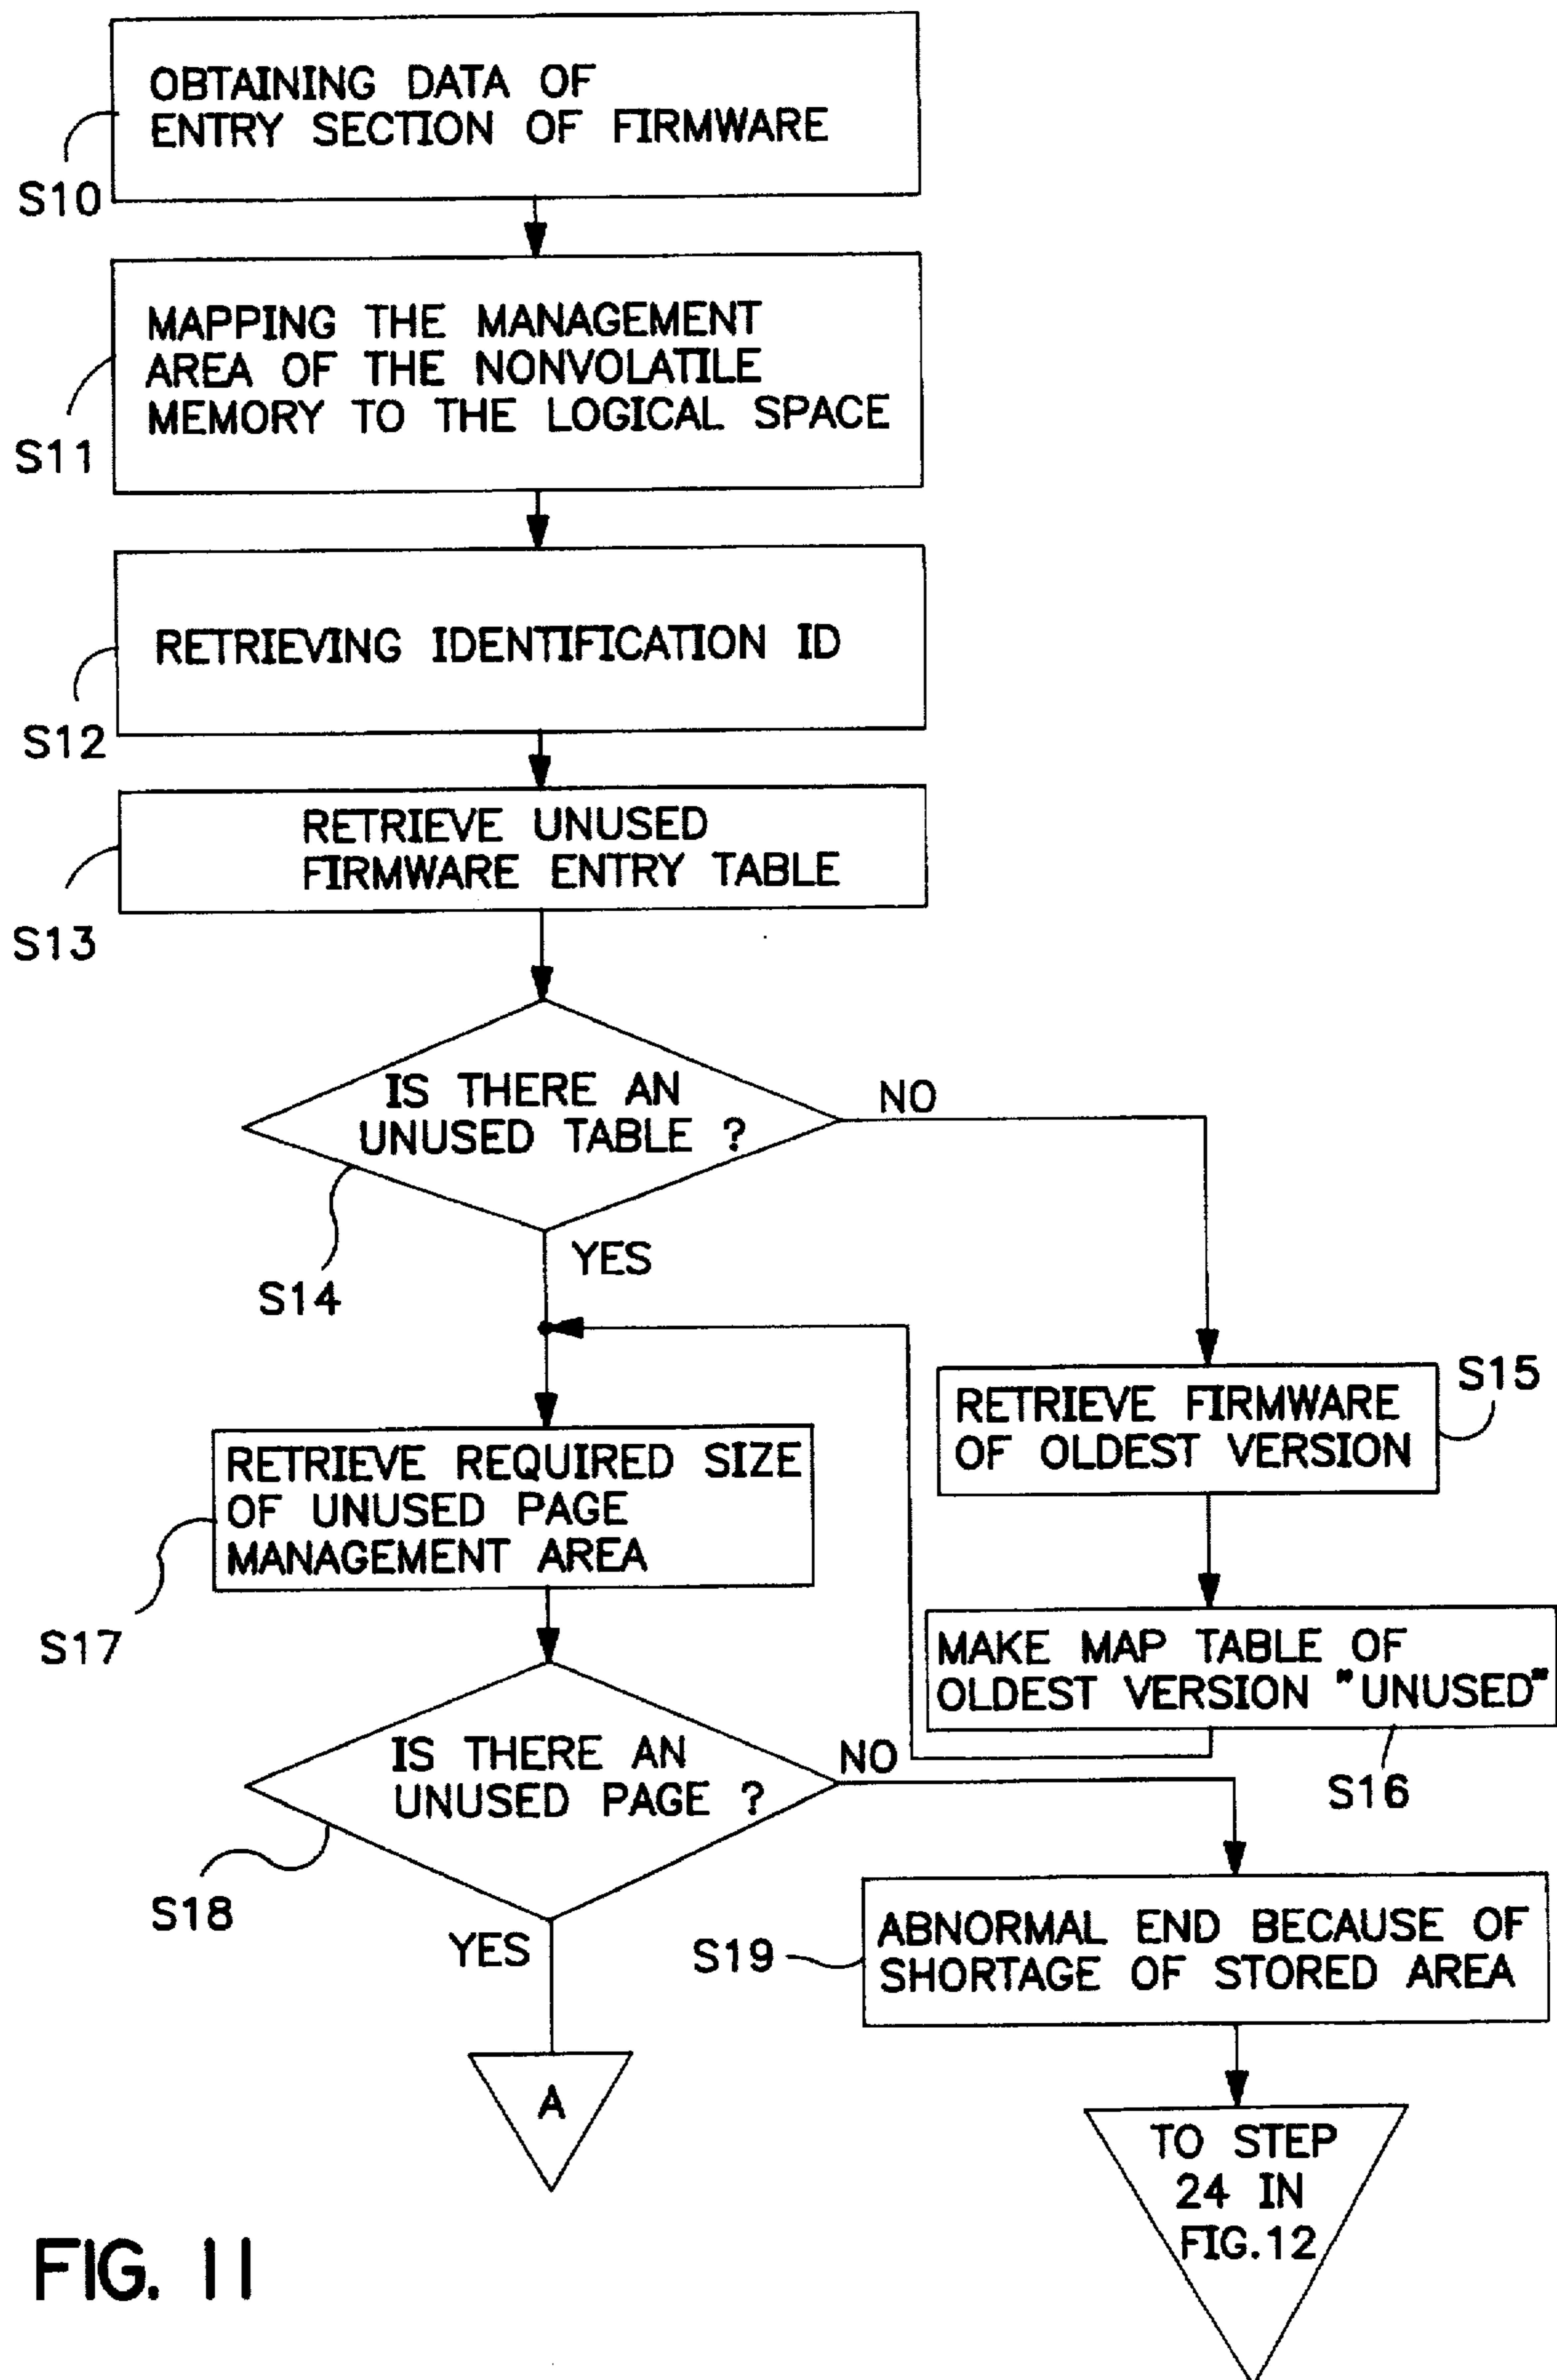 OBTAINING DATA OF
ENTRY SECTION OF FIRMWARE
S10
MAPPING THE MANAGEMENT
AREA OF THE NONVOLATILE
MEMORY TO THE LOGICAL SPACE
S11
RETRIEVING IDENTIFICATION ID
S12
RETRIEVE UNUSED
FIRMWARE ENTRY TABLE
S13
IS THERE AN
UNUSED TABLE ?
NO
YES
S14
RETRIEVE FIRMWARE
OF OLDEST VERSION
S15
MAKE MAP TABLE OF
OLDEST VERSION "UNUSED"
S16
RETRIEVE REQUIRED SIZE
OF UNUSED PAGE
MANAGEMENT AREA
S17
IS THERE AN
UNUSED PAGE ?
NO
S18
YES
S19
ABNORMAL END BECAUSE OF
SHORTAGE OF STORED AREA
A
TO STEP
24 IN
FIG.12
FIG. 11